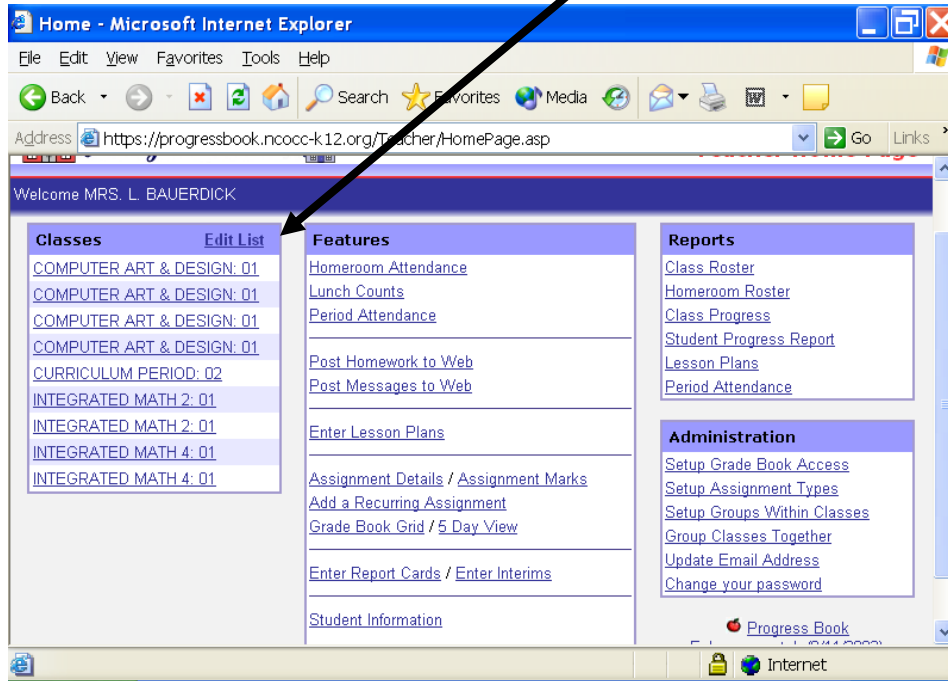 Home - Microsoft Internet Explorer
File Edit View Favorites Tools Help
Back Search Favorites Media
Address https://progressbook.ncocc-k12.org/Teacher/HomePage.asp Go Links
Welcome MRS. L. BAUERDICK
Classes Edit List
COMPUTER ART & DESIGN: 01
COMPUTER ART & DESIGN: 01
COMPUTER ART & DESIGN: 01
COMPUTER ART & DESIGN: 01
CURRICULUM PERIOD: 02
INTEGRATED MATH 2: 01
INTEGRATED MATH 2: 01
INTEGRATED MATH 4: 01
INTEGRATED MATH 4: 01
Features
Homeroom Attendance
Lunch Counts
Period Attendance
Post Homework to Web
Post Messages to Web
Enter Lesson Plans
Assignment Details / Assignment Marks
Add a Recurring Assignment
Grade Book Grid / 5 Day View
Enter Report Cards / Enter Interims
Student Information
Reports
Class Roster
Homeroom Roster
Class Progress
Student Progress Report
Lesson Plans
Period Attendance
Administration
Setup Grade Book Access
Setup Assignment Types
Setup Groups Within Classes
Group Classes Together
Update Email Address
Change your password
Progress Book
Internet